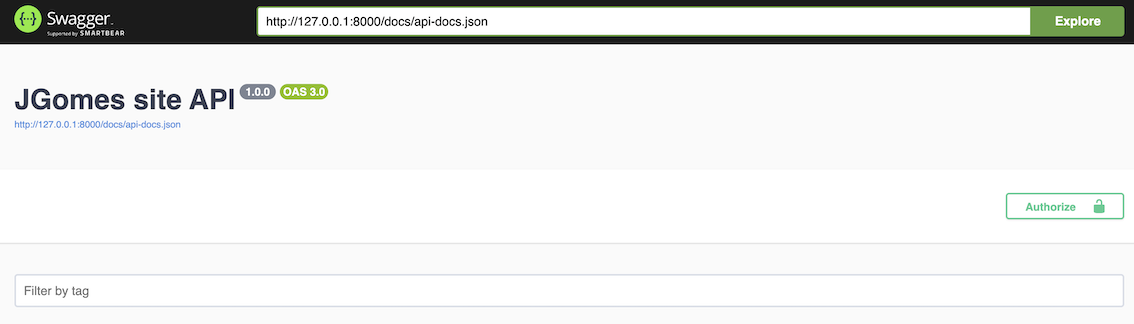 Swagger
Supported by SMARTBEAR
http://127.0.0.1:8000/docs/api-docs.json
Explore
JGomes site API 1.0.0 OAS 3.0
http://127.0.0.1:8000/docs/api-docs.json
Authorize
Filter by tag